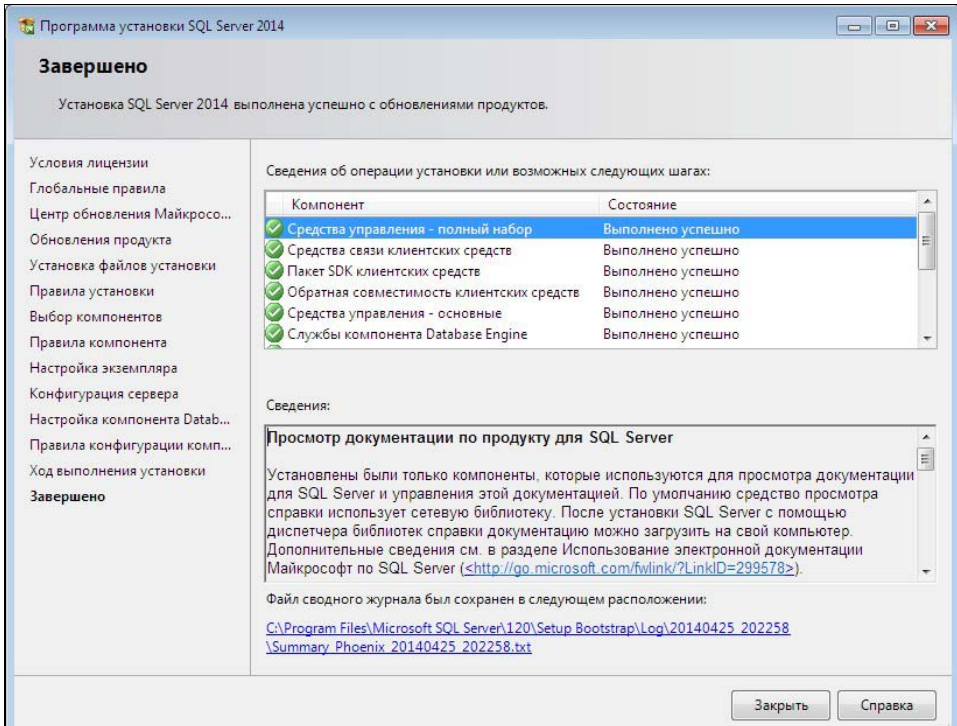 Программа установки SQL Server 2014
Завершено
Установка SQL Server 2014 выполнена успешно с обновлениями продуктов.
Условия лицензии
Глобальные правила
Центр обновления Майкросо...
Обновления продукта
Установка файлов установки
Правила установки
Выбор компонентов
Правила компонента
Настройка экземпляра
Конфигурация сервера
Настройка компонента Datab...
Правила конфигурации комп...
Ход выполнения установки
Завершено
Сведения об операции установки или возможных следующих шагах:
Компонент Состояние
Средства управления - полный набор Выполнено успешно
Средства связи клиентских средств Выполнено успешно
Пакет SDK клиентских средств Выполнено успешно
Обратная совместимость клиентских средств Выполнено успешно
Средства управления - основные Выполнено успешно
Службы компонента Database Engine Выполнено успешно
Сведения:
Просмотр документации по продукту для SQL Server
Установлены были только компоненты, которые используются для просмотра документации
для SQL Server и управления этой документацией. По умолчанию средство просмотра
справки использует сетевую библиотеку. После установки SQL Server с помощью
диспетчера библиотек справки документацию можно загрузить на свой компьютер.
Дополнительные сведения см. в разделе Использование электронной документации
Майкрософт по SQL Server (<http://go.microsoft.com/fwlink/?LinkID=299578>).
Файл сводного журнала был сохранен в следующем расположении:
C:\Program Files\Microsoft SQL Server\120\Setup Bootstrap\Log\20140425_202258
\Summary_Phoenix_20140425_202258.txt
Закрыть Справка